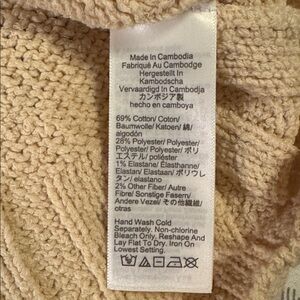 Made In Cambodia
Fabriqué Au Cambodge
Hergestellt In
Kambodscha
Vervaardigd In Cambodja
カンボジア製
hecho en camboya
69% Cotton/ Coton/
Baumwolle/ Katoen/ 綿/
algodón
28% Polyester/ Polyester/
Polyester/ Polyester/ ポリ
エステル/ poliéster
1% Elastane/ Élasthanne/
Elastan/ Elastaan/ ポリウレ
タン/ elastano
2% Other Fiber/ Autre
Fibre/ Sonstige Fasern/
Andere Vezel/ その他繊維/
otras
Hand Wash Cold
Separately. Non-chlorine
Bleach Only. Reshape And
Lay Flat To Dry. Iron On
Lowest Setting.